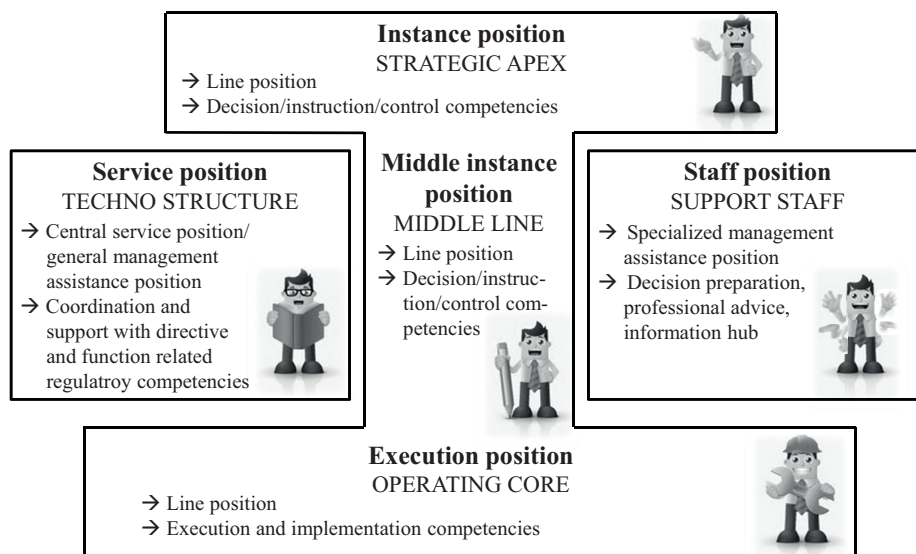 Instance position
STRATEGIC APEX
→ Line position
→ Decision/instruction/control competencies
Service position
TECHNO STRUCTURE
→ Central service position/
general management
assistance position
→ Coordination and
support with directive
and function related
regulatroy competencies
Middle instance
position
MIDDLE LINE
→ Line position
→ Decision/instruc-
tion/control com-
petencies
Staff position
SUPPORT STAFF
→ Specialized management
assistance position
→ Decision preparation,
professional advice,
information hub
Execution position
OPERATING CORE
→ Line position
→ Execution and implementation competencies